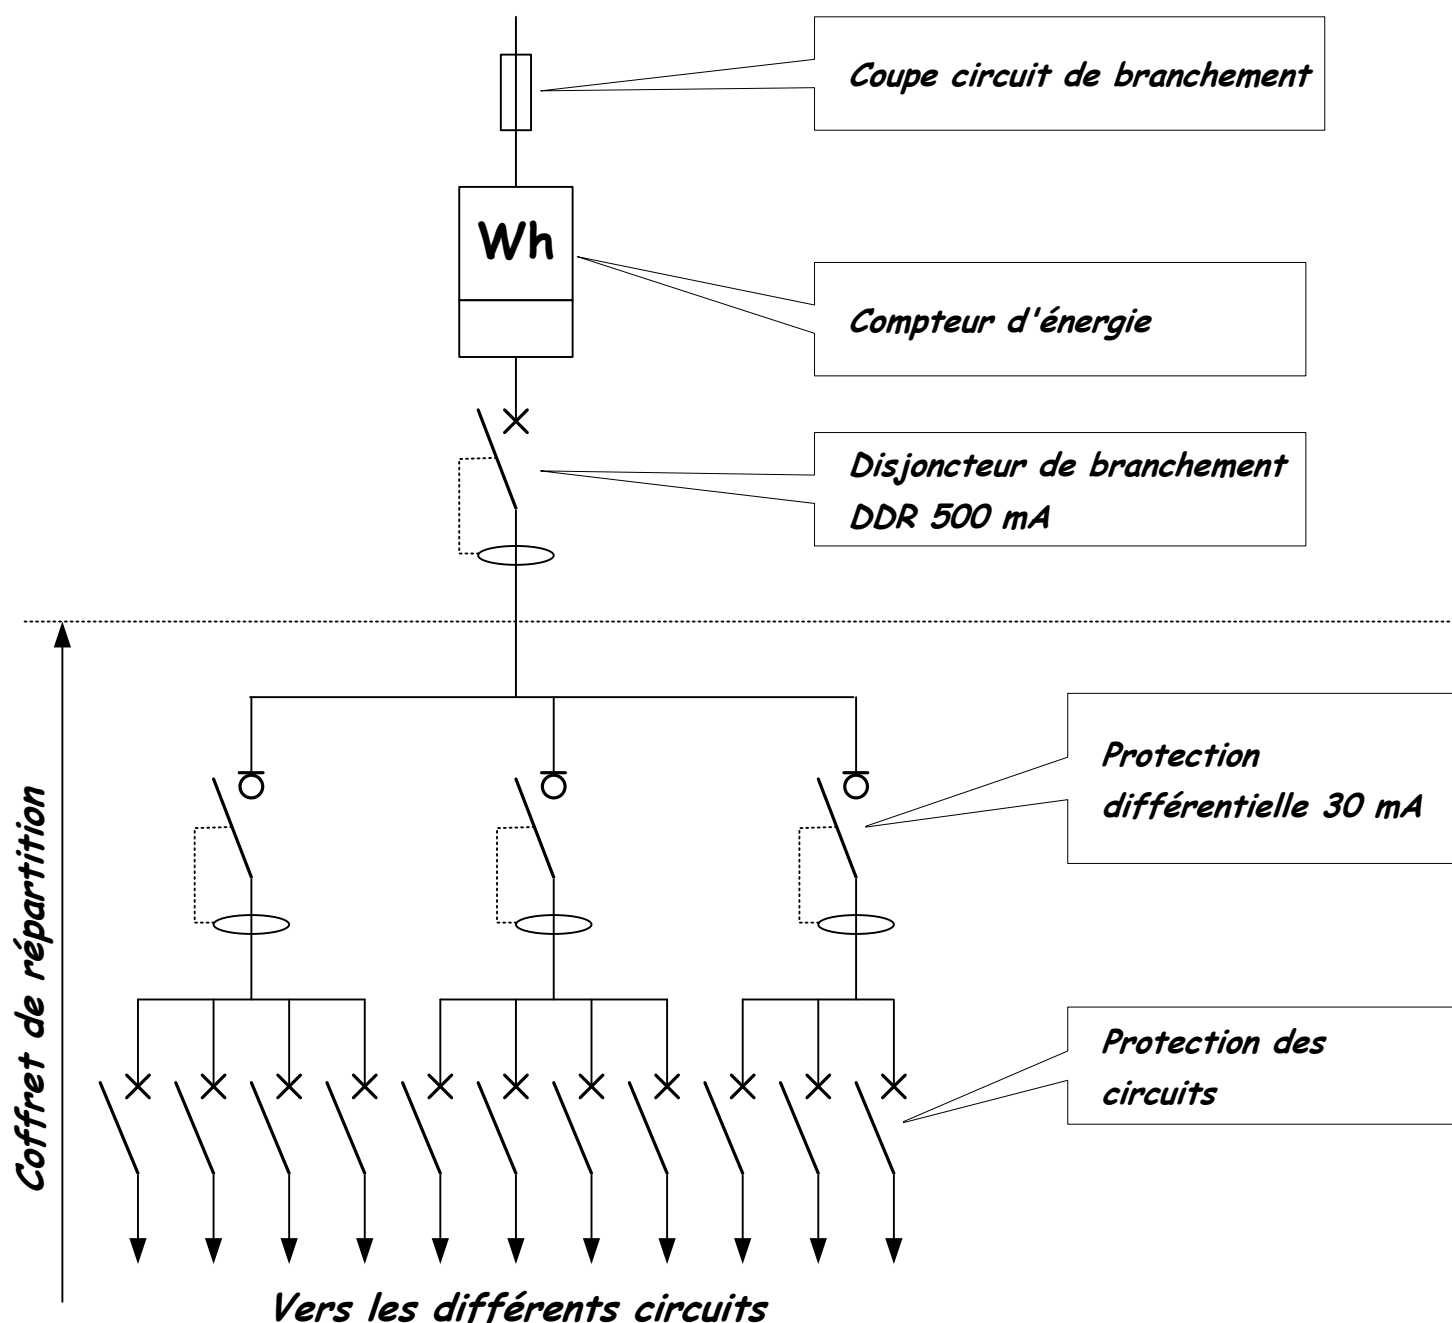 Coupe circuit de branchement
Wh
Compteur d'énergie
Disjoncteur de branchement
DDR 500 mA
Protection
différentielle 30 mA
Coffret de répartition
Protection des
circuits
Vers les différents circuits